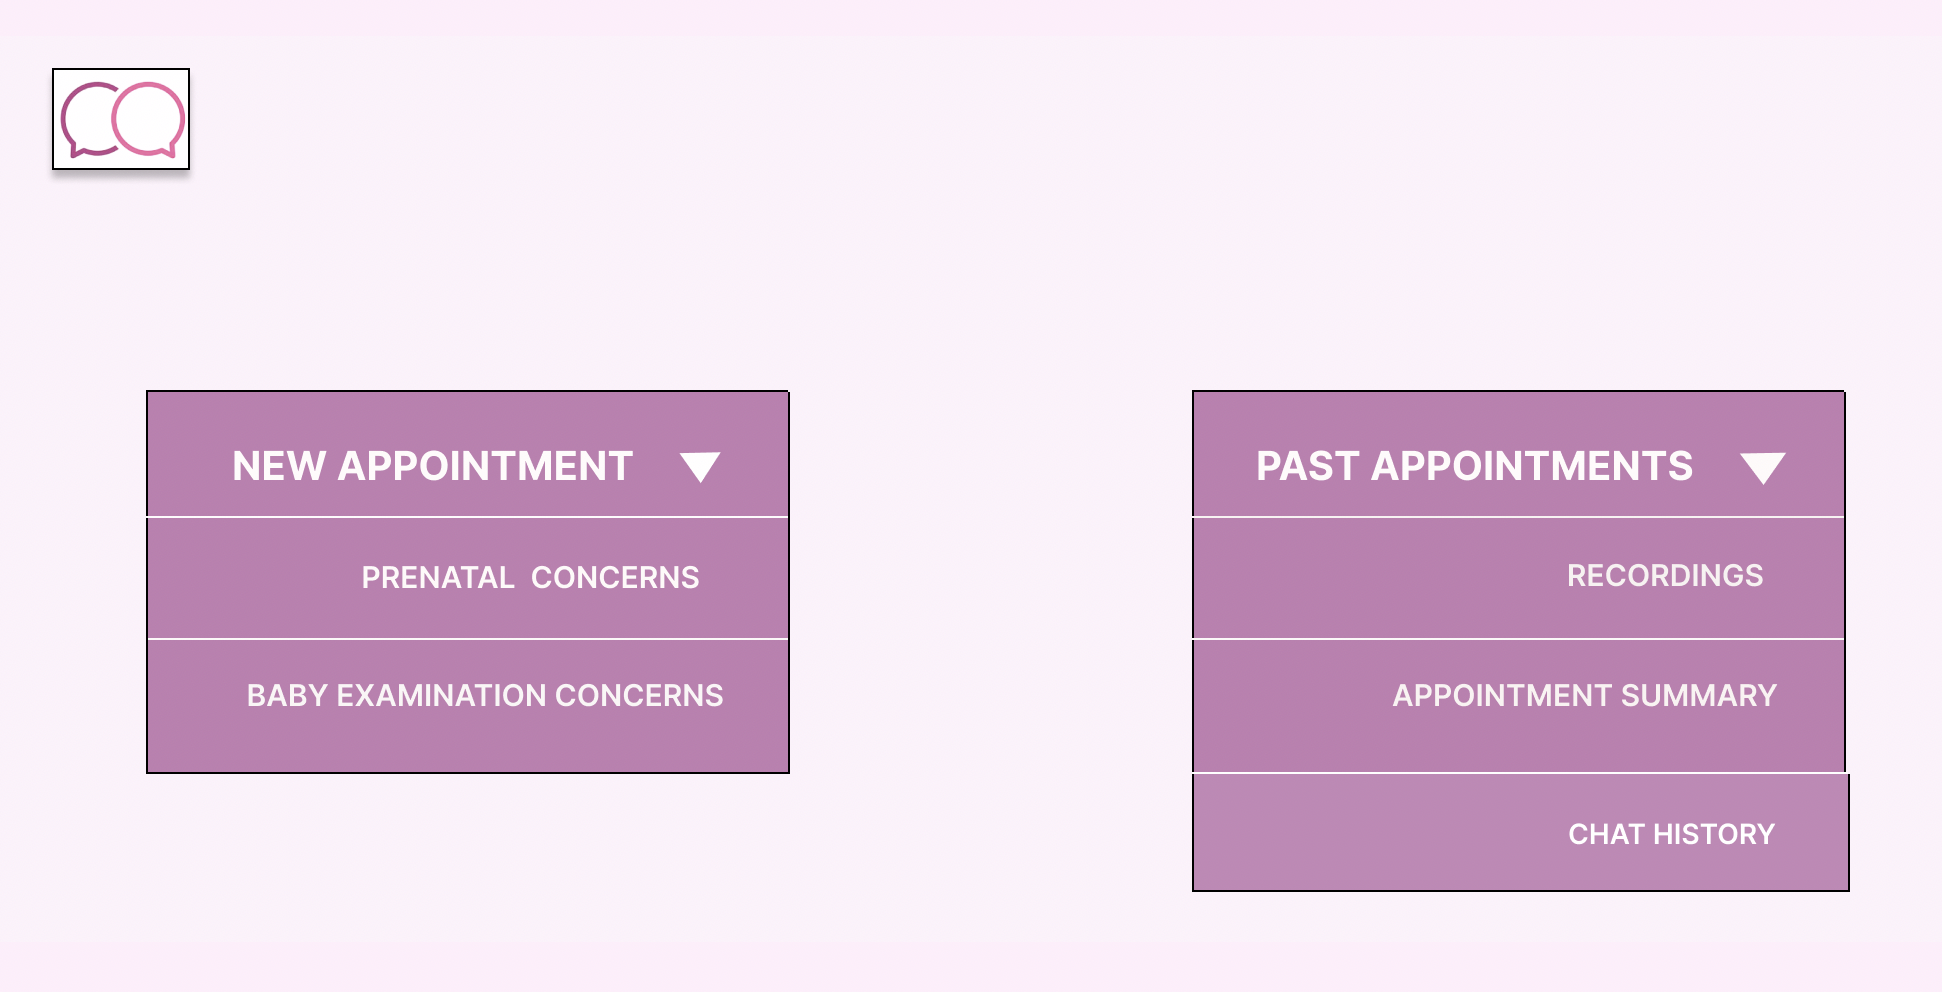 NEW APPOINTMENT
PRENATAL  CONCERNS
BABY EXAMINATION CONCERNS
PAST APPOINTMENTS
RECORDINGS
APPOINTMENT SUMMARY
CHAT HISTORY